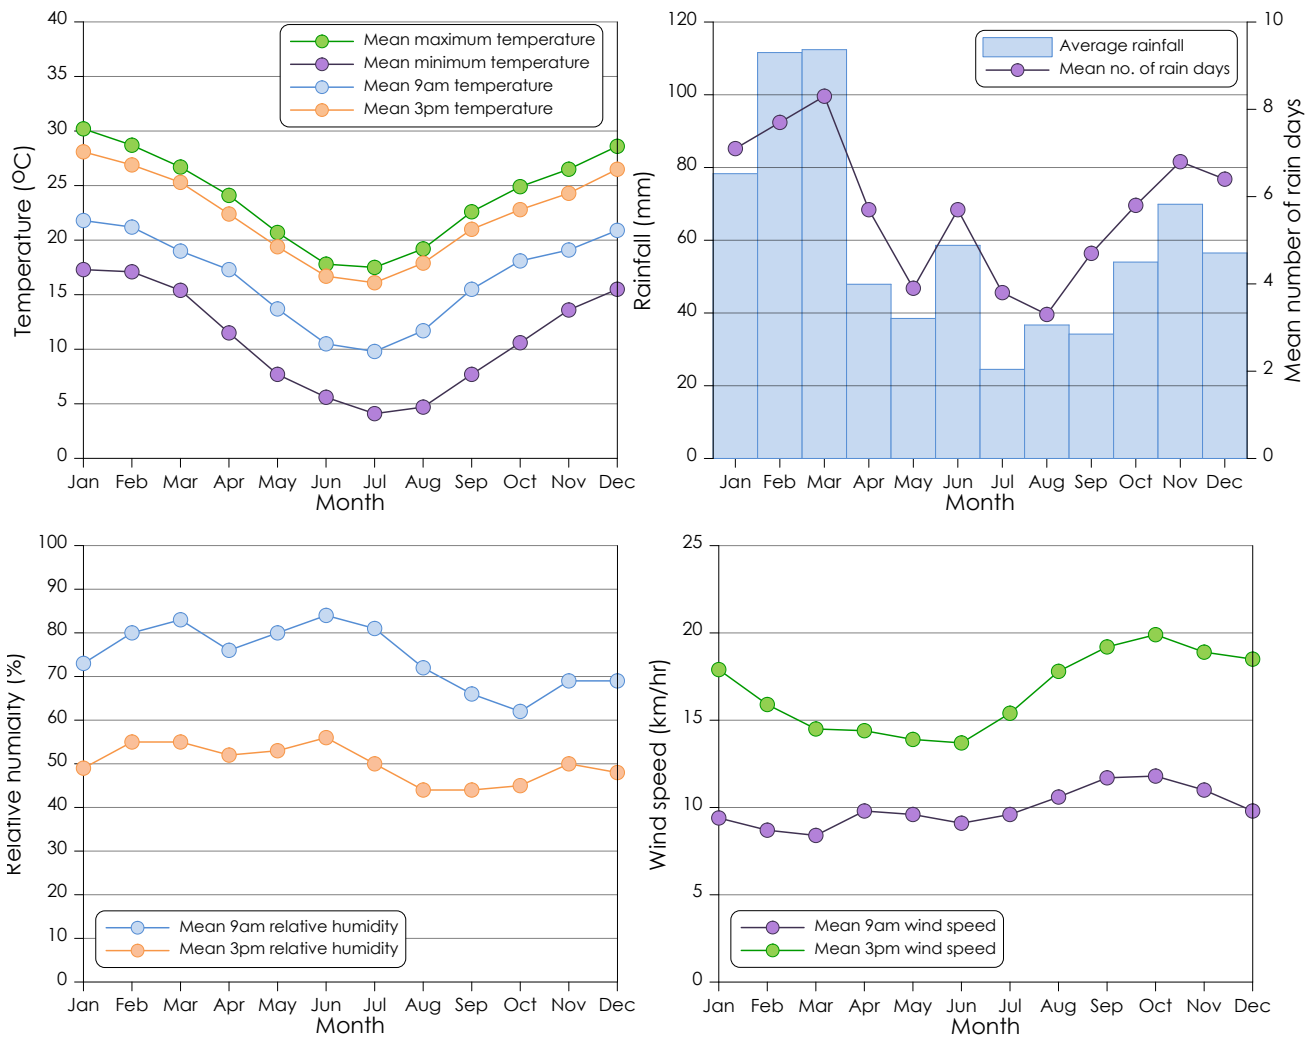 40
35
30
25
20
15
10
5
0
Temperature (ºC)
Mean maximum temperature
Mean minimum temperature
Mean 9am temperature
Mean 3pm temperature
Jan Feb Mar Apr May Jun Jul Aug Sep Oct Nov Dec
Month
120
100
80
60
40
20
0
Rainfall (mm)
Average rainfall
Mean no. of rain days
10
8
6
4
2
0
Mean number of rain days
Jan Feb Mar Apr May Jun Jul Aug Sep Oct Nov Dec
Month
100
90
80
70
60
50
40
30
20
10
0
Relative humidity (%)
Mean 9am relative humidity
Mean 3pm relative humidity
Jan Feb Mar Apr May Jun Jul Aug Sep Oct Nov Dec
Month
25
20
15
10
5
0
Wind speed (km/hr)
Mean 9am wind speed
Mean 3pm wind speed
Jan Feb Mar Apr May Jun Jul Aug Sep Oct Nov Dec
Month